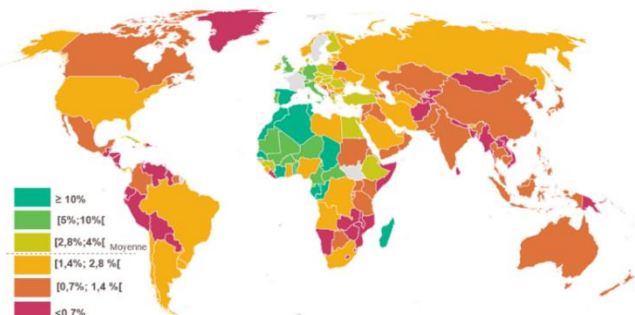 ≥ 10%
[5%;10%[
[2,8%;4%[
Moyenne
[1,4%; 2,8 %[
[0,7%; 1,4 %[
<0,7%